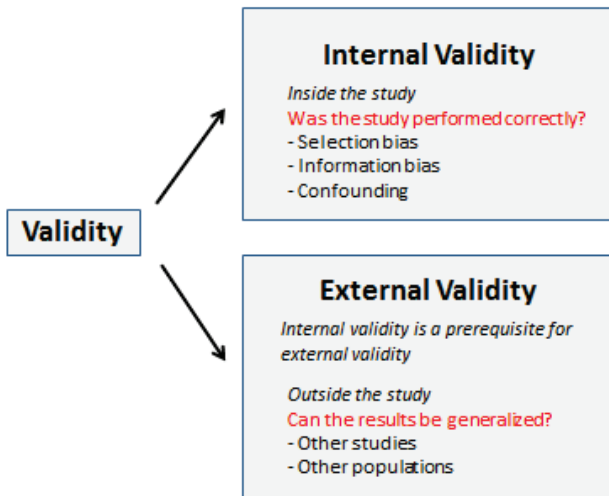 Internal Validity
Inside the study
Was the study performed correctly?
- Selection bias
- Information bias
- Confounding
Validity
External Validity
Internal validity is a prerequisite for
external validity
Outside the study
Can the results be generalized?
- Other studies
- Other populations